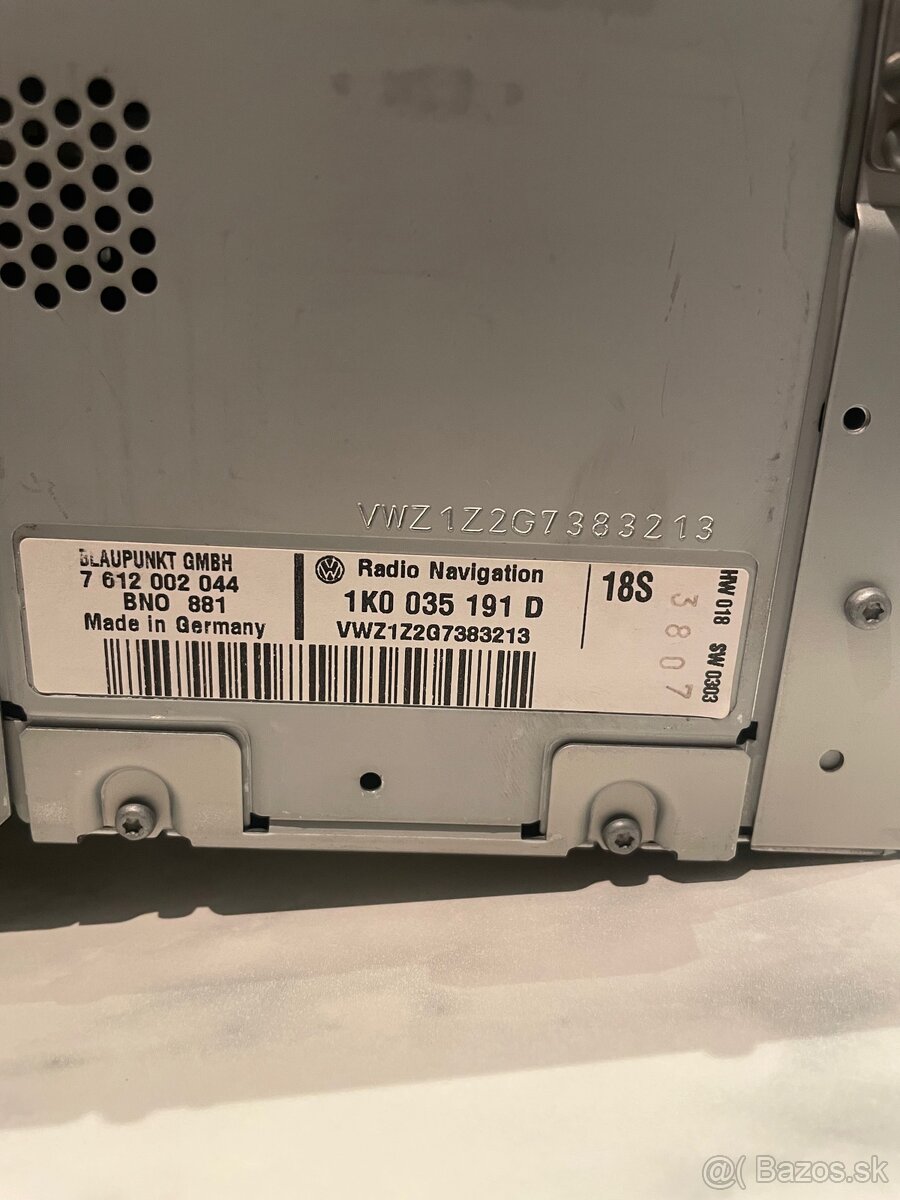 VWZ1Z2G7383213
BLAUPUNKT GMBH
7 612 002 044
BNO 881
Made in Germany
Radio Navigation
1K0 035 191 D
VWZ1Z2G7383213
18S
3807
HW 018 SW 0303
@( Bazos.sk